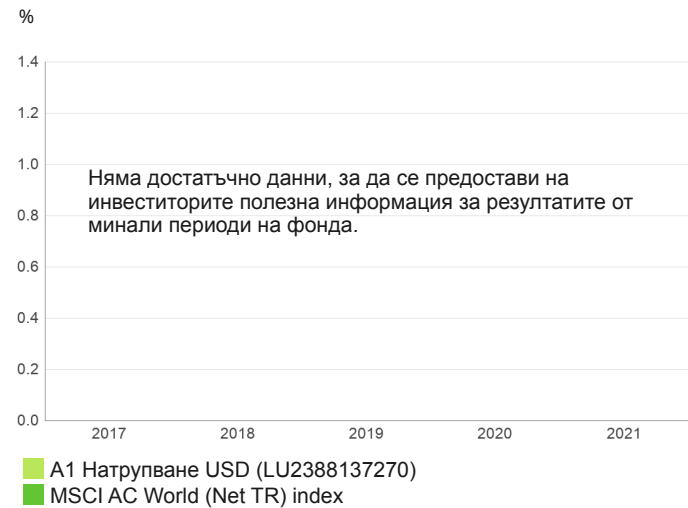 %
1.4
1.2
1.0
Няма достатъчно данни, за да се предостави на
инвеститорите полезна информация за резултатите от
минали периоди на фонда.
0.8
0.6
0.4
0.2
0.0
2017 2018 2019 2020 2021
A1 Натрупване USD (LU2388137270)
MSCI AC World (Net TR) index